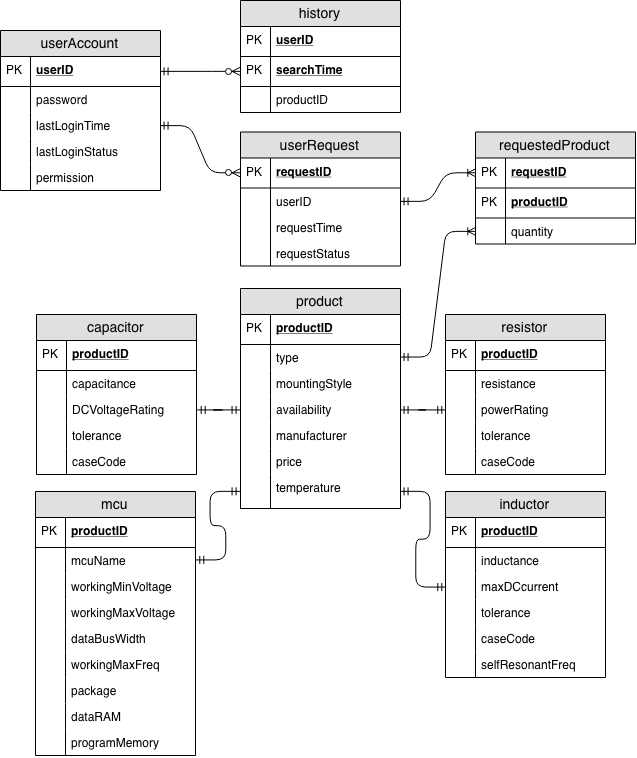 history
PK userID
PK searchTime
productID
userAccount
PK userID
password
lastLoginTime
lastLoginStatus
permission
userRequest
PK requestID
userID
requestTime
requestStatus
requestedProduct
PK requestID
PK productID
quantity
product
PK productID
type
mountingStyle
availability
manufacturer
price
temperature
capacitor
PK productID
capacitance
DCVoltageRating
tolerance
caseCode
resistor
PK productID
resistance
powerRating
tolerance
caseCode
mcu
PK productID
mcuName
workingMinVoltage
workingMaxVoltage
dataBusWidth
workingMaxFreq
package
dataRAM
programMemory
inductor
PK productID
inductance
maxDCcurrent
tolerance
caseCode
selfResonantFreq